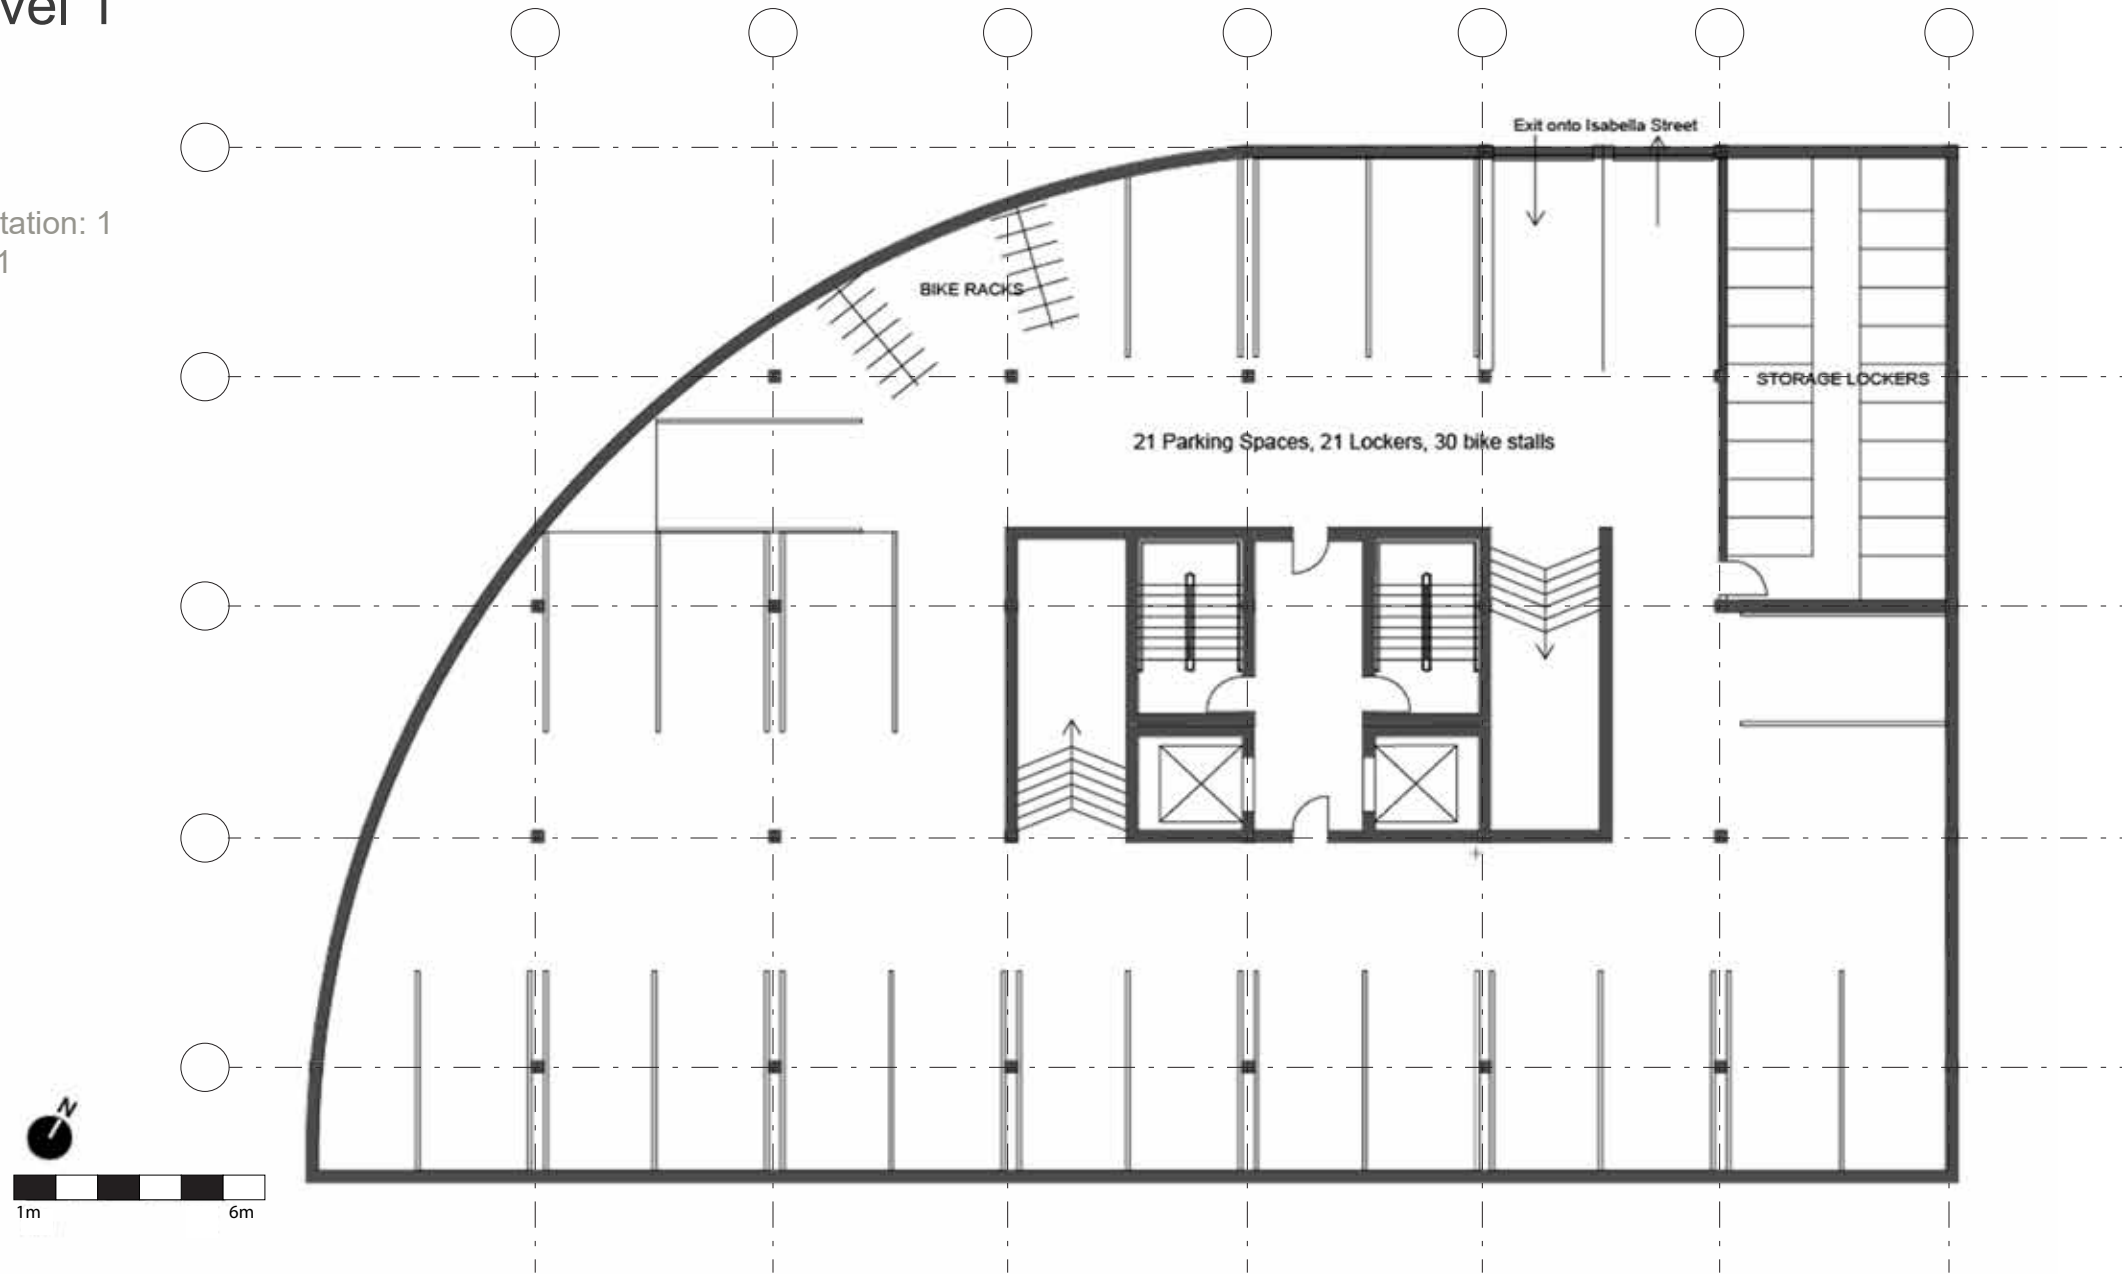 vel 1
Exit onto Isabella Street
tation: 1
1
BIKE RACKS
STORAGE LOCKERS
21 Parking Spaces, 21 Lockers, 30 bike stalls
N
1m 6m